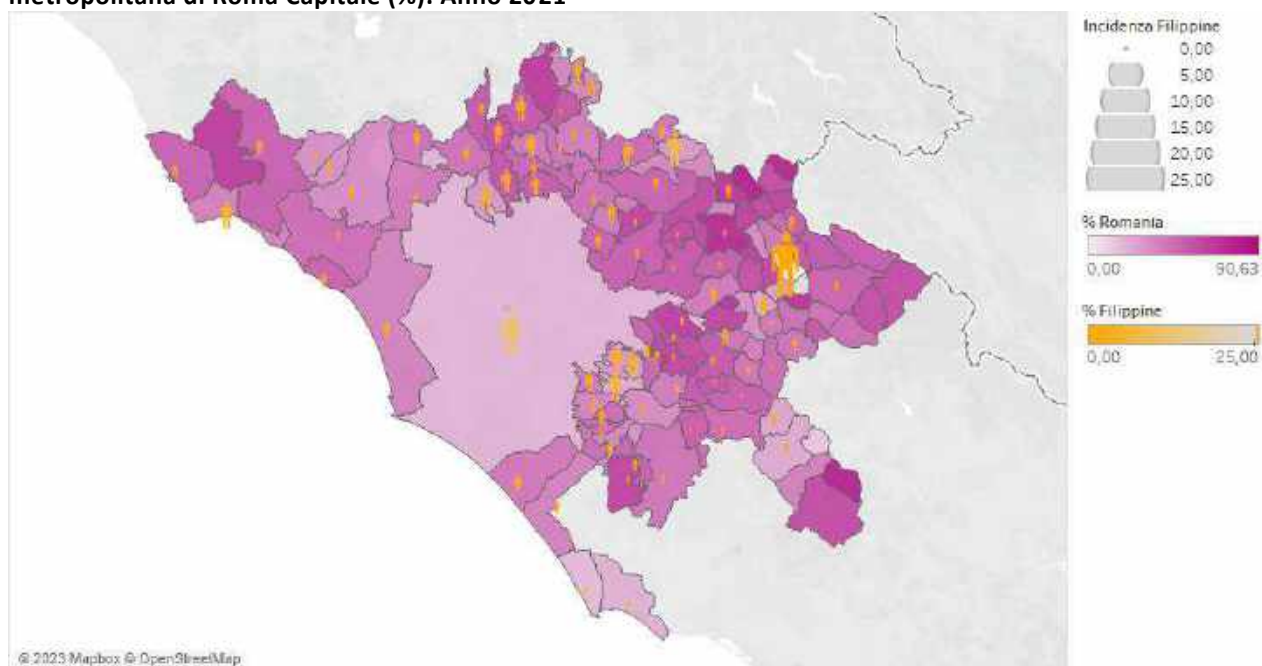 metropolitana di Roma Capitale (%). Anno 2021
Incidenza Filippine
0,00
5,00
10,00
15,00
20,00
25,00
% Romania
0,00 90,63
% Filippine
0,00 25,00
© 2023 Mapbox © OpenStreetMap